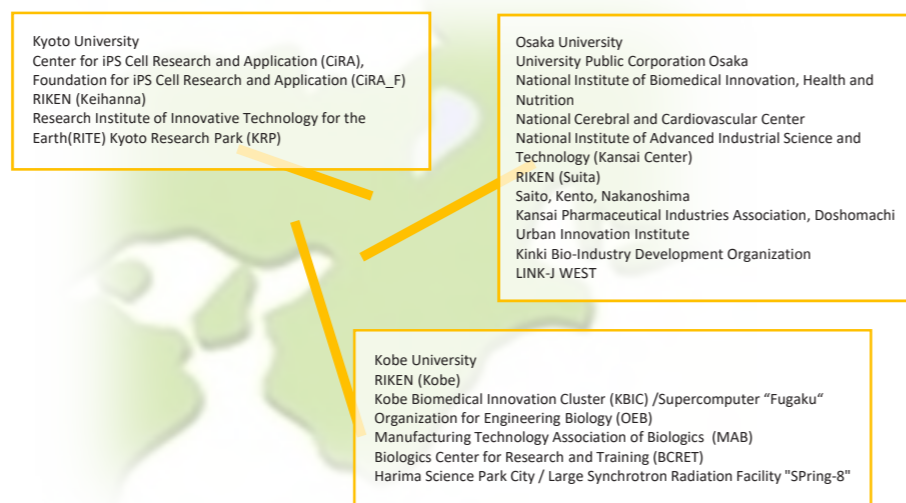 Kyoto University
Center for iPS Cell Research and Application (CiRA),
Foundation for iPS Cell Research and Application (CiRA_F)
RIKEN (Keihanna)
Research Institute of Innovative Technology for the
Earth(RITE) Kyoto Research Park (KRP)
Osaka University
University Public Corporation Osaka
National Institute of Biomedical Innovation, Health and
Nutrition
National Cerebral and Cardiovascular Center
National Institute of Advanced Industrial Science and
Technology (Kansai Center)
RIKEN (Suita)
Saito, Kento, Nakanoshima
Kansai Pharmaceutical Industries Association, Doshomachi
Urban Innovation Institute
Kinki Bio-Industry Development Organization
LINK-J WEST
Kobe University
RIKEN (Kobe)
Kobe Biomedical Innovation Cluster (KBIC) /Supercomputer “Fugaku“
Organization for Engineering Biology (OEB)
Manufacturing Technology Association of Biologics (MAB)
Biologics Center for Research and Training (BCRET)
Harima Science Park City / Large Synchrotron Radiation Facility "SPring-8"